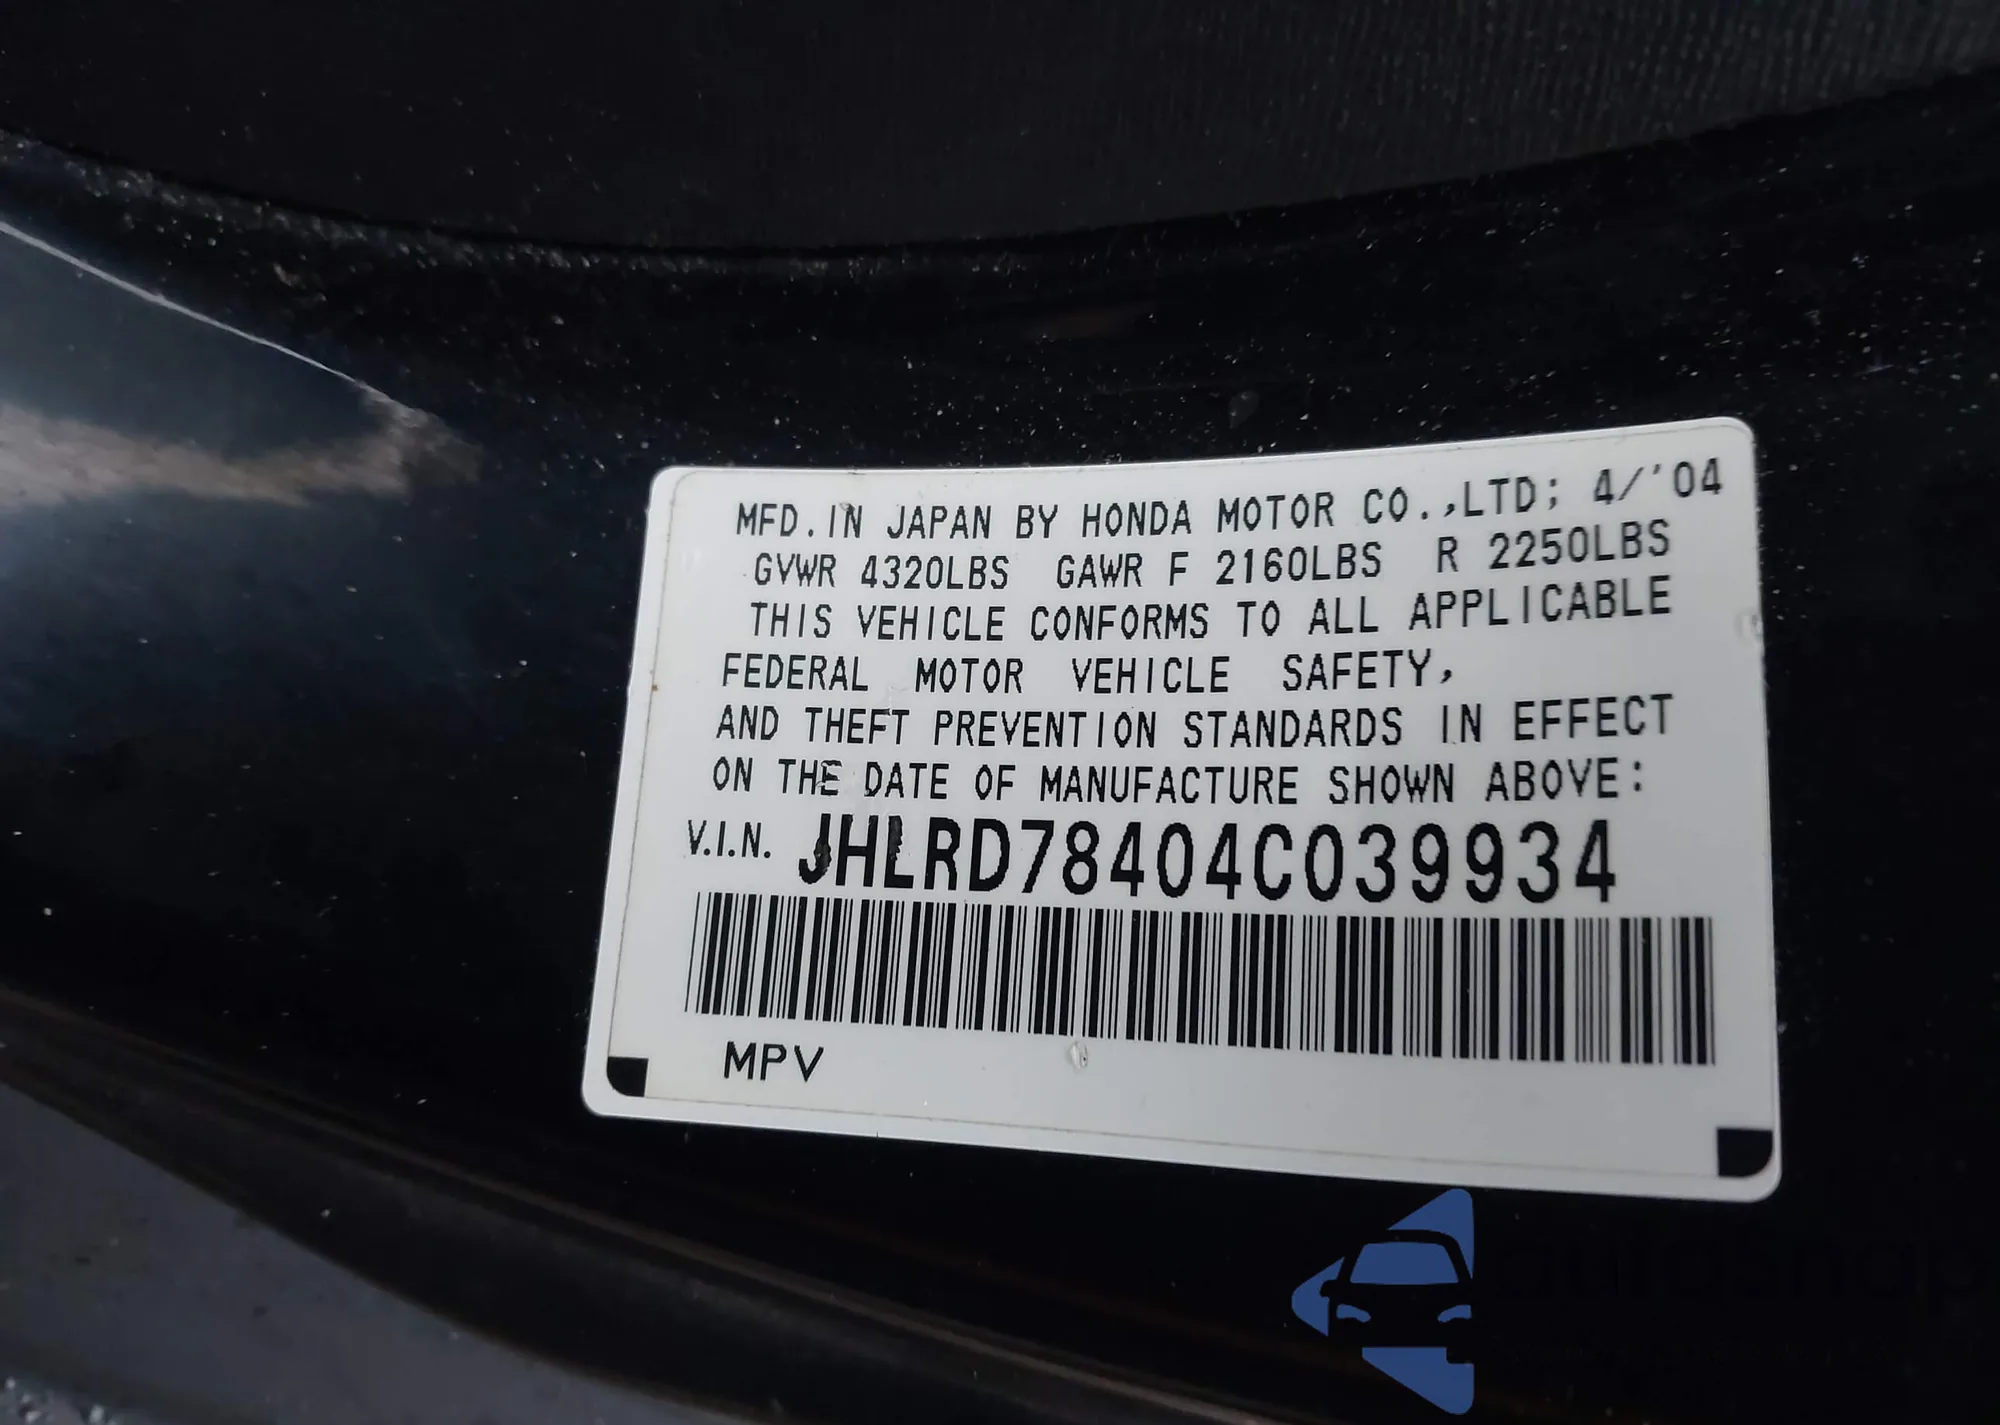 MFD. IN JAPAN BY HONDA MOTOR CO.,LTD; 4/'04
GVWR 4320LBS GAWR F 2160LBS R 2250LBS
THIS VEHICLE CONFORMS TO ALL APPLICABLE
FEDERAL MOTOR VEHICLE SAFETY,
AND THEFT PREVENTION STANDARDS IN EFFECT
ON THE DATE OF MANUFACTURE SHOWN ABOVE:
V.I.N. JHLRD78404C039934
MPV